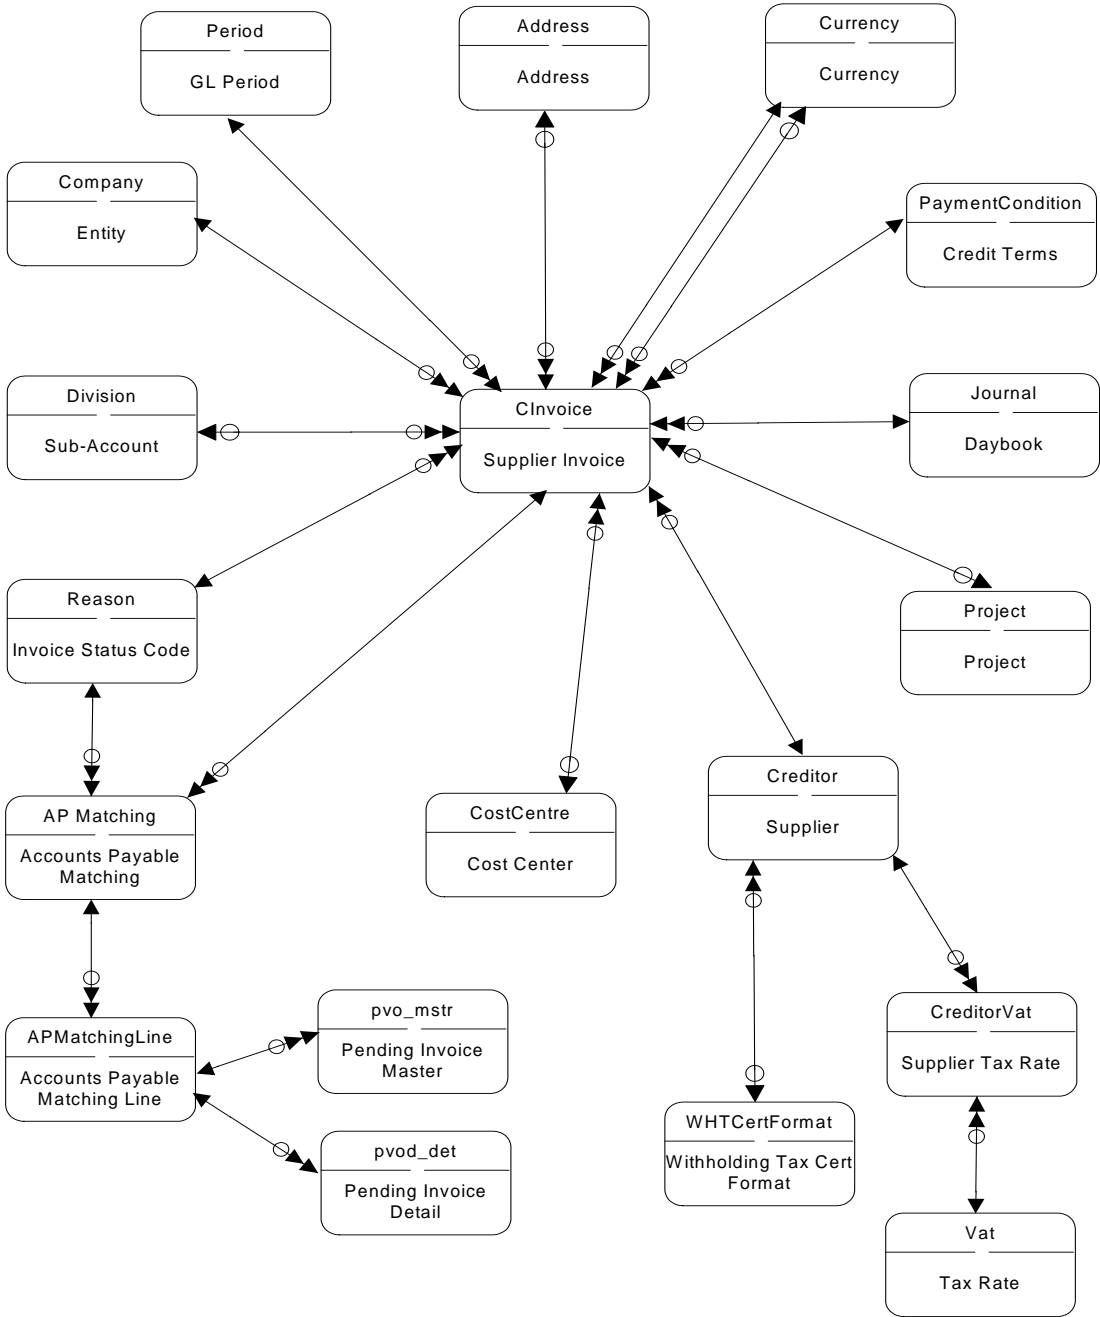 Period
GL Period
Address
Address
Currency
Currency
Company
Entity
PaymentCondition
Credit Terms
Division
Sub-Account
CInvoice
Supplier Invoice
Journal
Daybook
Reason
Invoice Status Code
Project
Project
AP Matching
Accounts Payable
Matching
CostCentre
Cost Center
Creditor
Supplier
APMatchingLine
Accounts Payable
Matching Line
pvo_mstr
Pending Invoice
Master
CreditorVat
Supplier Tax Rate
pvod_det
Pending Invoice
Detail
WHTCertFormat
Withholding Tax Cert
Format
Vat
Tax Rate